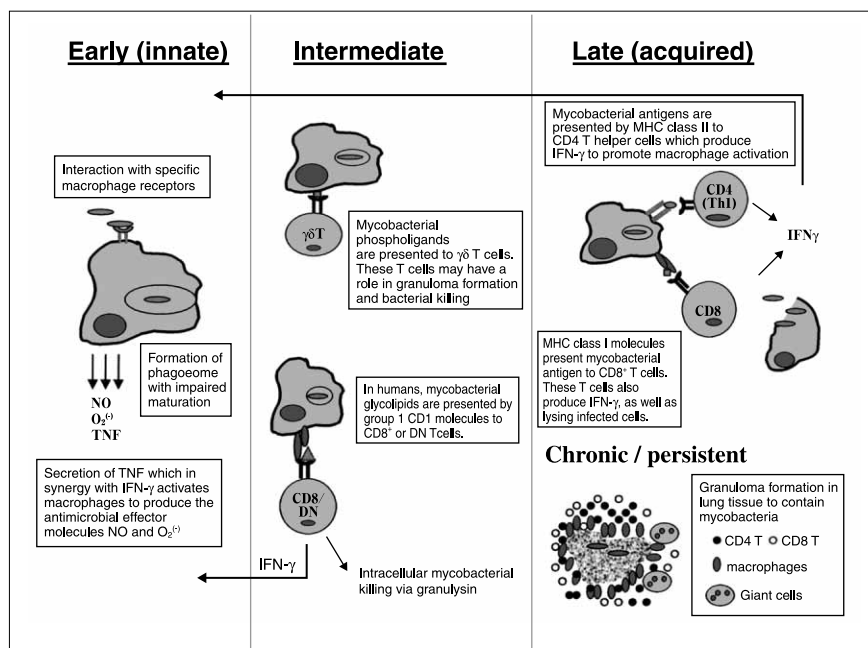 Early (innate)
Interaction with specific
macrophage receptors
Formation of
phagoeome
with impaired
maturation
NO
O₂⁽⁻⁾
TNF
Secretion of TNF which in
synergy with IFN-γ activates
macrophages to produce the
antimicrobial effector
molecules NO and O₂⁽⁻⁾
Intermediate
γδT
Mycobacterial
phospholigands
are presented to γδ T cells.
These T cells may have a
role in granuloma formation
and bacterial killing
In humans, mycobacterial
glycolipids are presented by
group 1 CD1 molecules to
CD8⁺ or DN Tcells.
CD8/
DN
IFN-γ
Intracellular mycobacterial
killing via granulysin
Late (acquired)
Mycobacterial antigens are
presented by MHC class II to
CD4 T helper cells which produce
IFN-γ to promote macrophage activation
CD4
(Th1)
IFNγ
CD8
MHC class I molecules
present mycobacterial
antigen to CD8⁺ T cells.
These T cells also
produce IFN-γ, as well as
lysing infected cells.
Chronic / persistent
Granuloma formation in
lung tissue to contain
mycobacteria
CD4 T CD8 T
macrophages
Giant cells